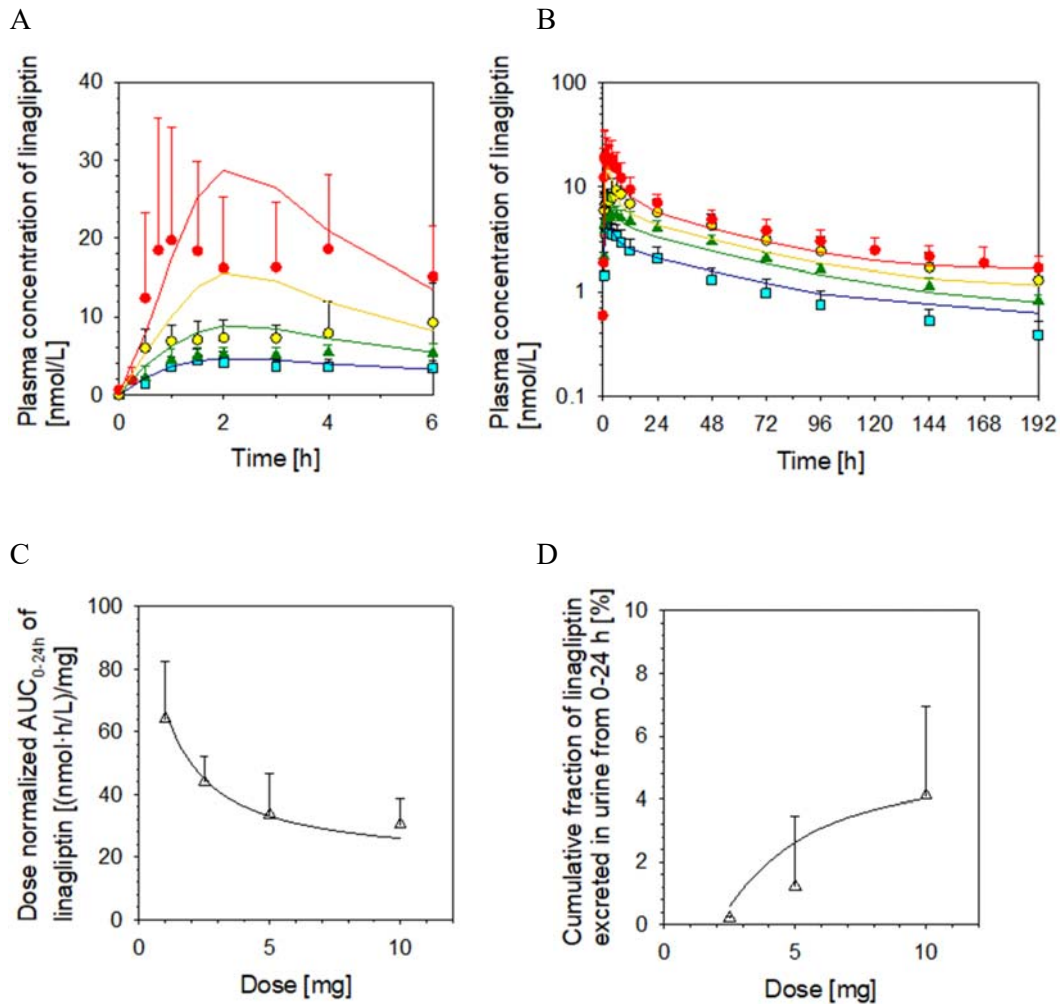 A
B
40
30
20
10
0
0
2
4
6
Plasma concentration of linagliptin
[nmol/L]
Time [h]
100
10
1
0.1
0
24
48
72
96
120
144
168
192
Plasma concentration of linagliptin
[nmol/L]
Time [h]
C
D
100
80
60
40
20
0
0
5
10
Dose normalized AUC0-24h of
linagliptin [(nmol·h/L)/mg]
Dose [mg]
10
8
6
4
2
0
0
5
10
Cumulative fraction of linagliptin
excreted in urine from 0-24 h [%]
Dose [mg]